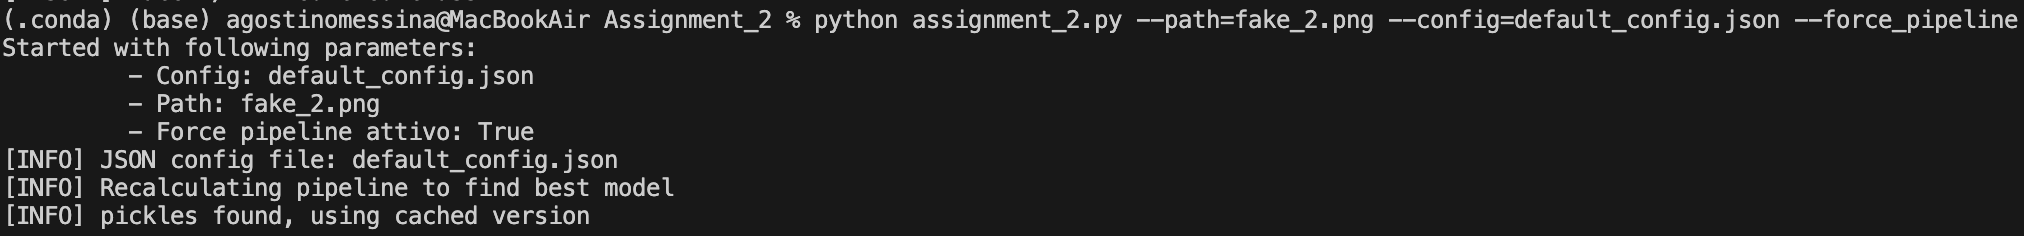 (.conda) (base) agostinomessina@MacBookAir Assignment_2 % python assignment_2.py --path=fake_2.png --config=default_config.json --force_pipeline
Started with following parameters:
- Config: default_config.json
- Path: fake_2.png
- Force pipeline attivo: True
[INFO] JSON config file: default_config.json
[INFO] Recalculating pipeline to find best model
[INFO] pickles found, using cached version